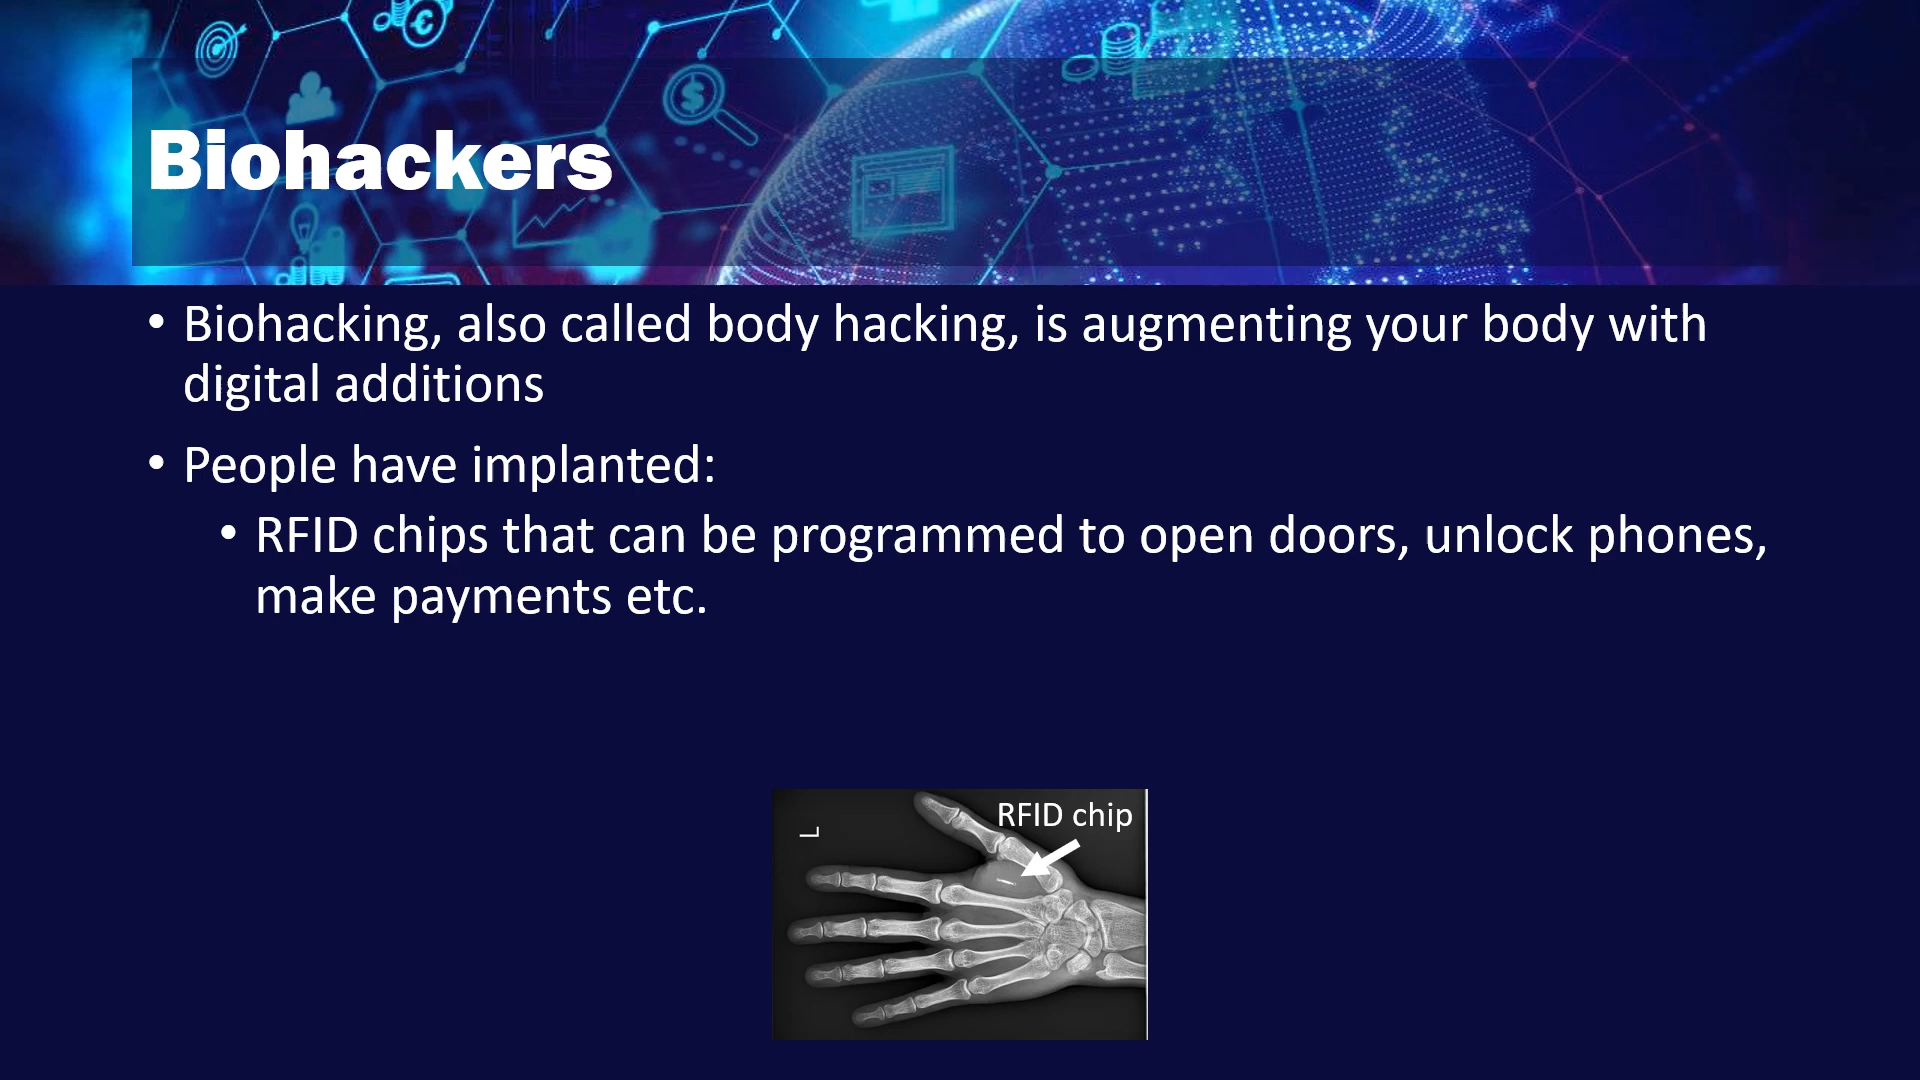 Biohackers
• Biohacking, also called body hacking, is augmenting your body with
digital additions
• People have implanted:
• RFID chips that can be programmed to open doors, unlock phones,
make payments etc.
RFID chip
L